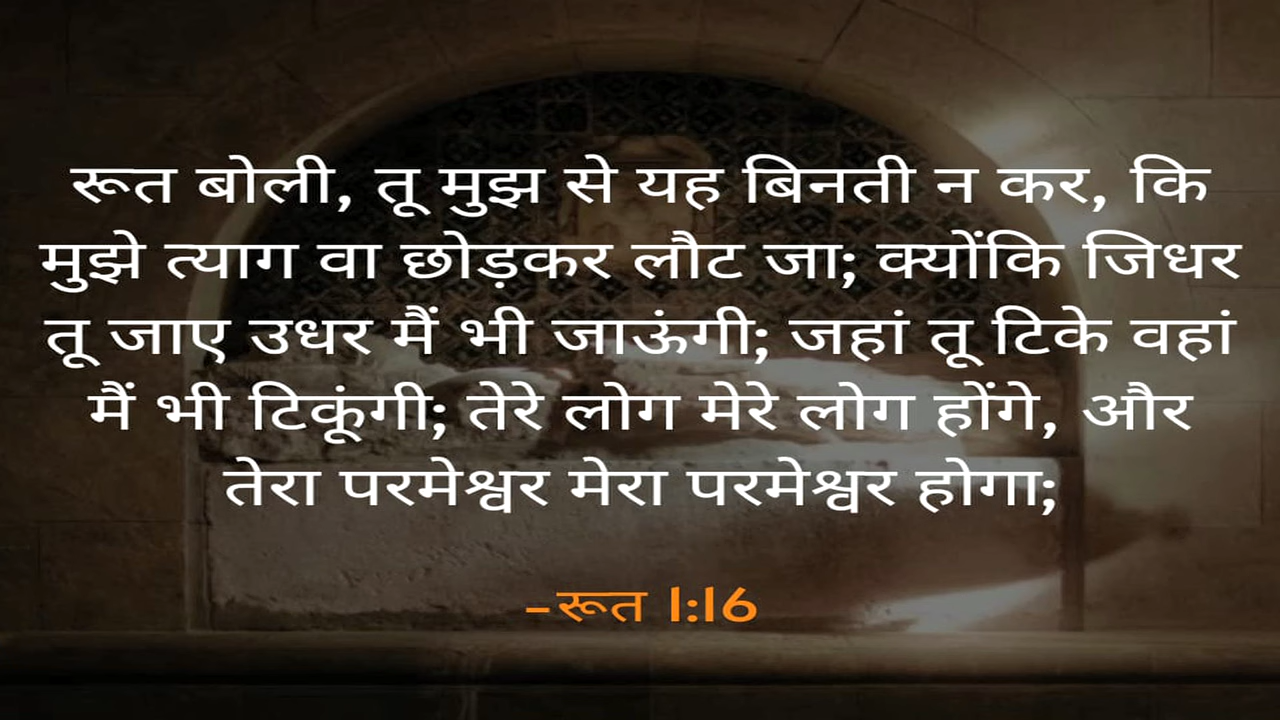 रूत बोली, तू मुझ से यह बिनती न कर, कि
मुझे त्याग वा छोड़कर लौट जा; क्योंकि जिधर
तू जाए उधर मैं भी जाऊंगी; जहां तू टिके वहां
मैं भी टिकूंगी; तेरे लोग मेरे लोग होंगे, और
तेरा परमेश्वर मेरा परमेश्वर होगा;
–रूत 1:16